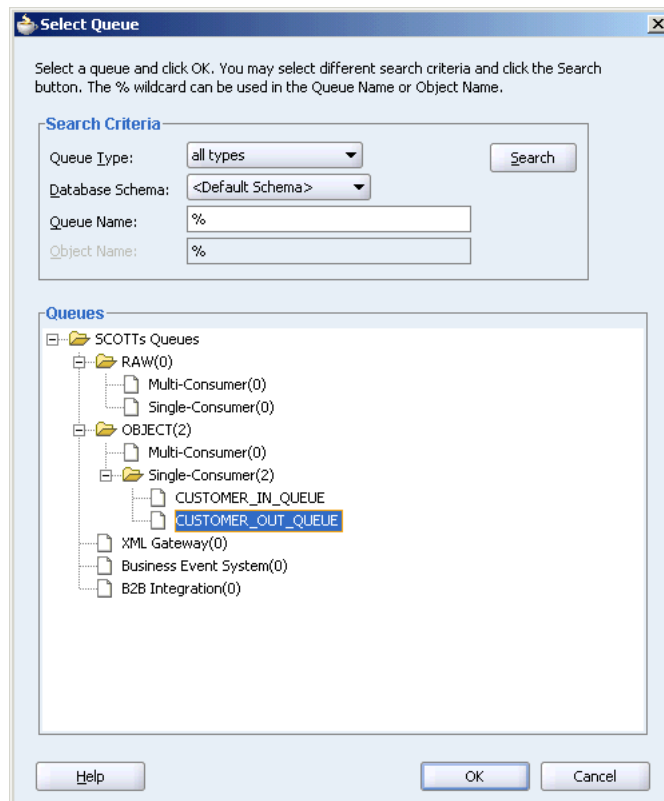 Select Queue
Select a queue and click OK. You may select different search criteria and click the Search
button. The % wildcard can be used in the Queue Name or Object Name.
Search Criteria
Queue Type: all types Search
Database Schema: <Default Schema>
Queue Name: %
Object Name: %
Queues
SCOTTs Queues
RAW(0)
Multi-Consumer(0)
Single-Consumer(0)
OBJECT(2)
Multi-Consumer(0)
Single-Consumer(2)
CUSTOMER_IN_QUEUE
CUSTOMER_OUT_QUEUE
XML Gateway(0)
Business Event System(0)
B2B Integration(0)
Help OK Cancel